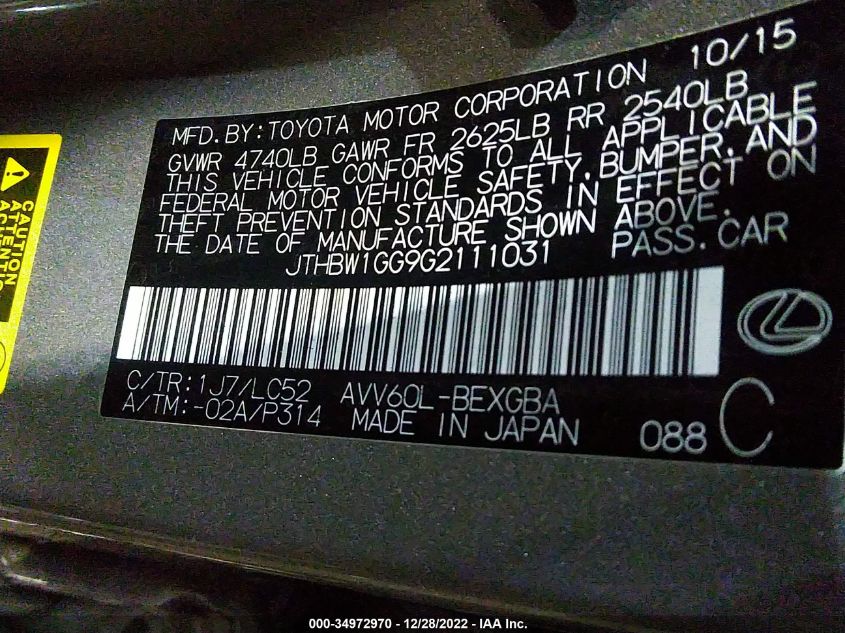 MFD.BY:TOYOTA MOTOR CORPORATION 10/15
GVWR 4740LB GAWR FR 2625LB RR 2540LB
THIS VEHICLE CONFORMS TO ALL APPLICABLE
FEDERAL MOTOR VEHICLE SAFETY,BUMPER,AND
THEFT PREVENTION STANDARDS IN EFFECT ON
THE DATE OF MANUFACTURE SHOWN ABOVE.
JTHBW1GG9G2111031 PASS.CAR
C/TR:1J7/LC52 AVV60L-BEXGBA
A/TM:-02A/P314 MADE IN JAPAN 088 C
CAUTION
000-34972970 - 12/28/2022 - IAA Inc.